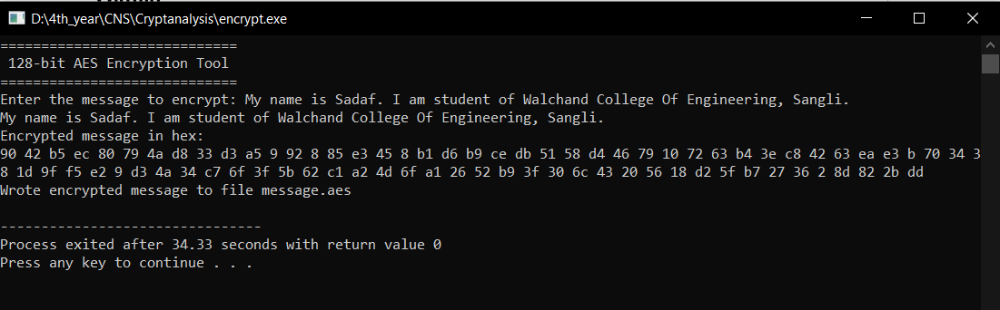 D:\4th_year\CNS\Cryptanalysis\encrypt.exe
=============================
 128-bit AES Encryption Tool
=============================
Enter the message to encrypt: My name is Sadaf. I am student of Walchand College Of Engineering, Sangli.
My name is Sadaf. I am student of Walchand College Of Engineering, Sangli.
Encrypted message in hex:
90 42 b5 ec 80 79 4a d8 33 d3 a5 9 92 8 85 e3 45 8 b1 d6 b9 ce db 51 58 d4 46 79 10 72 63 b4 3e c8 42 63 ea e3 b 70 34 3
8 1d 9f f5 e2 9 d3 4a 34 c7 6f 3f 5b 62 c1 a2 4d 6f a1 26 52 b9 3f 30 6c 43 20 56 18 d2 5f b7 27 36 2 8d 82 2b dd
Wrote encrypted message to file message.aes
--------------------------------
Process exited after 34.33 seconds with return value 0
Press any key to continue . . .